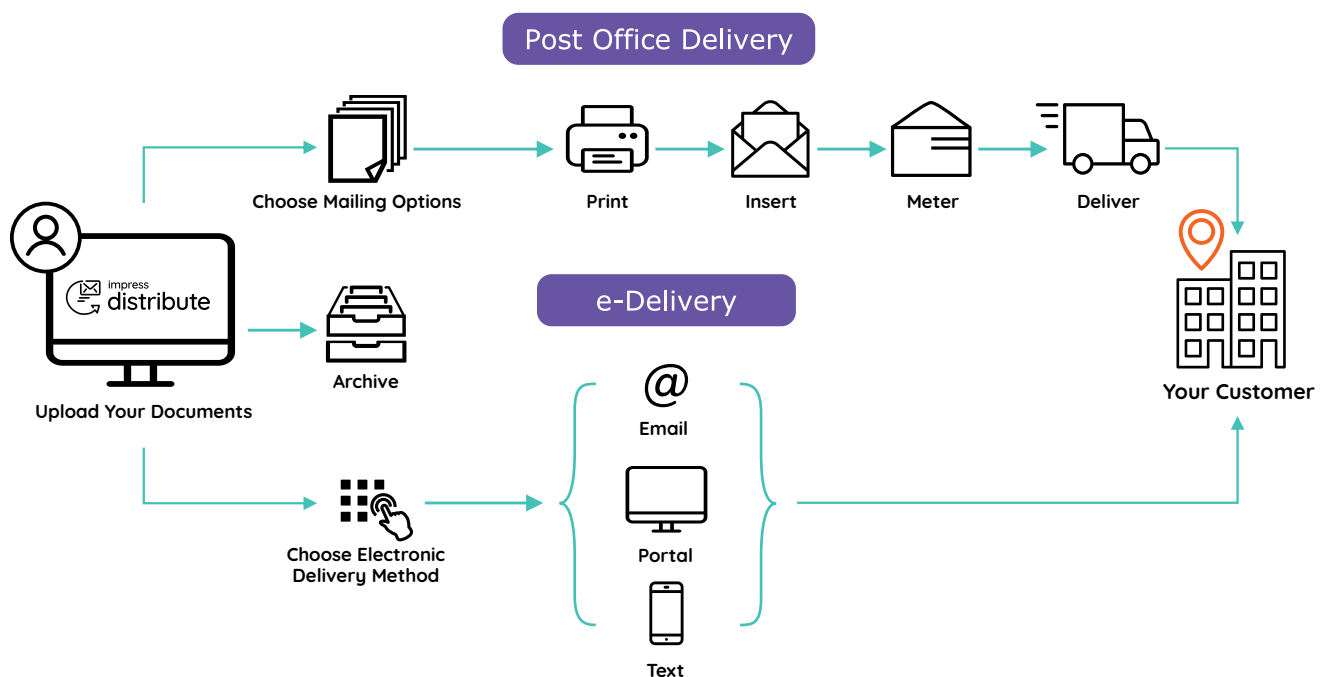 Post Office Delivery
Choose Mailing Options
Print
Insert
Meter
Deliver
impress
distribute
Upload Your Documents
Archive
e-Delivery
@
Email
Your Customer
Choose Electronic
Delivery Method
Portal
Text